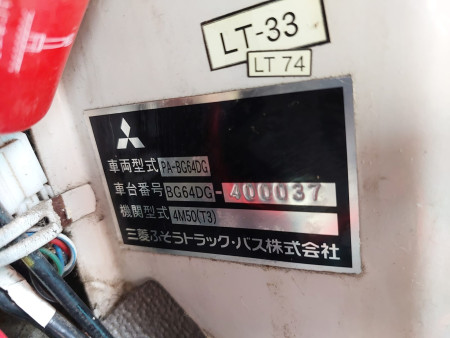 LT-33
LT 74
車両型式 PA-BG64DG
車台番号 BG64DG-400037
機関型式 4M50(T3)
三菱ふそうトラック・バス株式会社